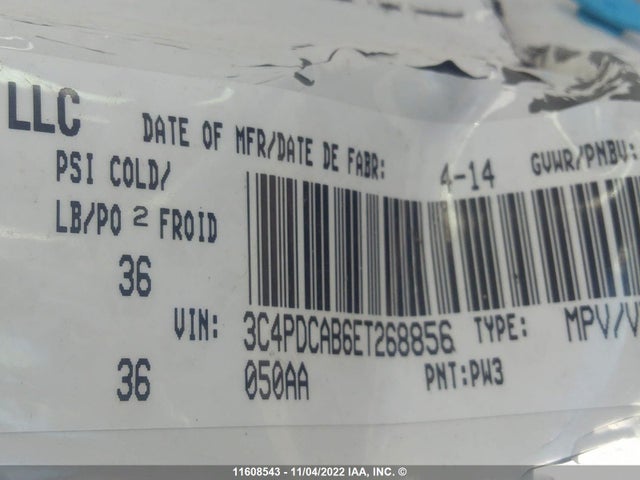 LLC DATE OF MFR/DATE DE FABR: 4-14 GVWR/PNBV:
PSI COLD/
LB/PO 2 FROID
36
VIN: 3C4PDCAB6ET268856 TYPE: MPV/V
36 050AA PNT:PW3
11608543 - 11/04/2022 IAA, INC. ©